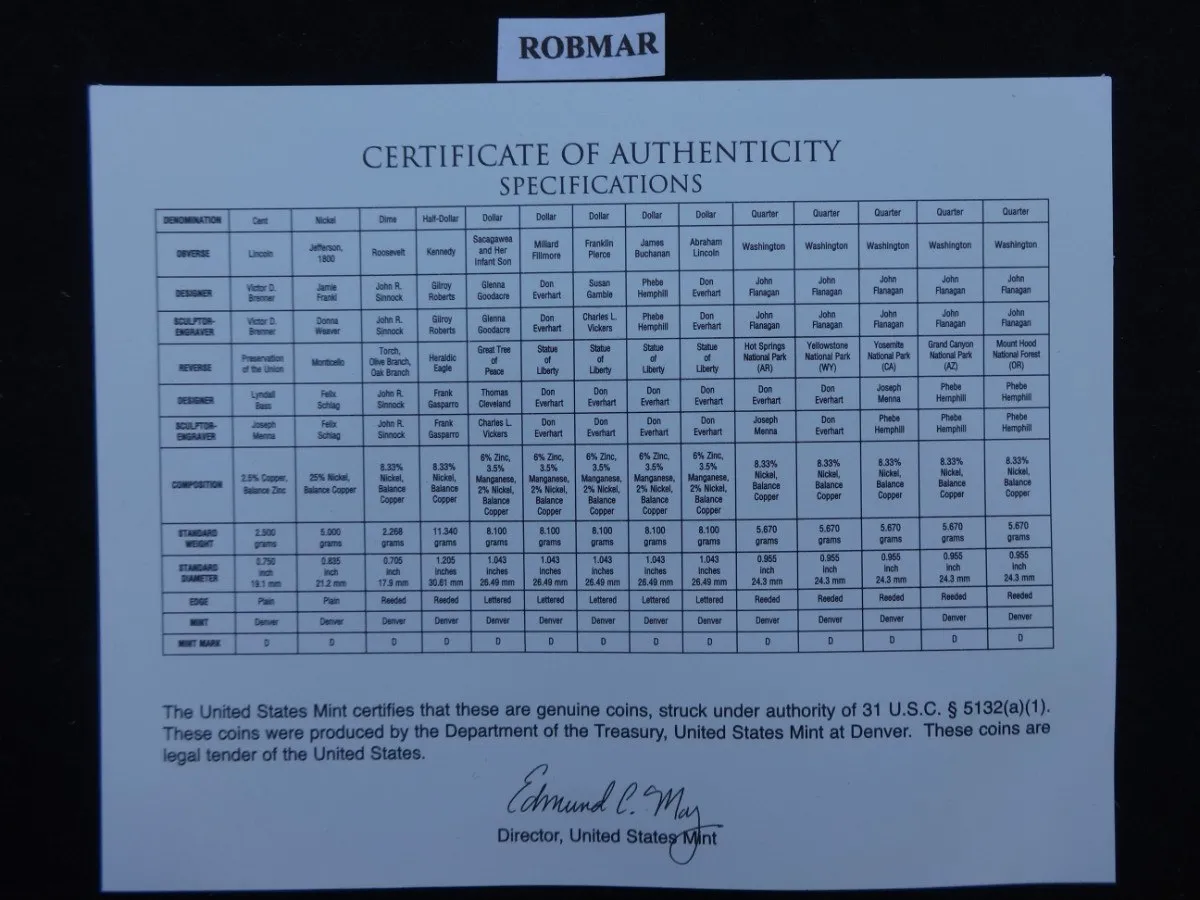 ROBMAR
CERTIFICATE OF AUTHENTICITY
SPECIFICATIONS
DENOMINATION Cent Nickel Dime Half-Dollar Dollar Dollar Dollar Dollar Dollar Quarter Quarter Quarter Quarter Quarter
OBVERSE Lincoln Jefferson, 1800 Roosevelt Kennedy Sacagawea and Her Infant Son Millard Fillmore Franklin Pierce James Buchanan Abraham Lincoln Washington Washington Washington Washington Washington
DESIGNER Victor D. Brenner Jamie Franki John R. Sinnock Gilroy Roberts Glenna Goodacre Don Everhart Susan Gamble Phebe Hemphill Don Everhart John Flanagan John Flanagan John Flanagan John Flanagan John Flanagan
SCULPTOR-ENGRAVER Victor D. Brenner Donna Weaver John R. Sinnock Gilroy Roberts Glenna Goodacre Don Everhart Charles L. Vickers Phebe Hemphill Don Everhart John Flanagan John Flanagan John Flanagan John Flanagan John Flanagan
REVERSE Preservation of the Union Monticello Torch, Olive Branch, Oak Branch Heraldic Eagle Great Tree of Peace Statue of Liberty Statue of Liberty Statue of Liberty Statue of Liberty Hot Springs National Park (AR) Yellowstone National Park (WY) Yosemite National Park (CA) Grand Canyon National Park (AZ) Mount Hood National Forest (OR)
DESIGNER Lyndall Bass Felix Schlag John R. Sinnock Frank Gasparro Thomas Cleveland Don Everhart Don Everhart Don Everhart Don Everhart Don Everhart Don Everhart Joseph Menna Phebe Hemphill Phebe Hemphill
SCULPTOR-ENGRAVER Joseph Menna Felix Schlag John R. Sinnock Frank Gasparro Charles L. Vickers Don Everhart Don Everhart Don Everhart Don Everhart Joseph Menna Don Everhart Phebe Hemphill Phebe Hemphill Phebe Hemphill
COMPOSITION 2.5% Copper, Balance Zinc 25% Nickel, Balance Copper 8.33% Nickel, Balance Copper 8.33% Nickel, Balance Copper 6% Zinc, 3.5% Manganese, 2% Nickel, Balance Copper 6% Zinc, 3.5% Manganese, 2% Nickel, Balance Copper 6% Zinc, 3.5% Manganese, 2% Nickel, Balance Copper 6% Zinc, 3.5% Manganese, 2% Nickel, Balance Copper 6% Zinc, 3.5% Manganese, 2% Nickel, Balance Copper 8.33% Nickel, Balance Copper 8.33% Nickel, Balance Copper 8.33% Nickel, Balance Copper 8.33% Nickel, Balance Copper 8.33% Nickel, Balance Copper
STANDARD WEIGHT 2.500 grams 5.000 grams 2.268 grams 11.340 grams 8.100 grams 8.100 grams 8.100 grams 8.100 grams 8.100 grams 5.670 grams 5.670 grams 5.670 grams 5.670 grams 5.670 grams
STANDARD DIAMETER 0.750 inch 19.1 mm 0.835 inch 21.2 mm 0.705 inch 17.9 mm 1.205 inches 30.61 mm 1.043 inches 26.49 mm 1.043 inches 26.49 mm 1.043 inches 26.49 mm 1.043 inches 26.49 mm 1.043 inches 26.49 mm 0.955 inch 24.3 mm 0.955 inch 24.3 mm 0.955 inch 24.3 mm 0.955 inch 24.3 mm 0.955 inch 24.3 mm
EDGE Plain Plain Reeded Reeded Lettered Lettered Lettered Lettered Lettered Reeded Reeded Reeded Reeded Reeded
MINT Denver Denver Denver Denver Denver Denver Denver Denver Denver Denver Denver Denver Denver Denver
MINT MARK D D D D D D D D D D D D D D
The United States Mint certifies that these are genuine coins, struck under authority of 31 U.S.C. § 5132(a)(1).
These coins were produced by the Department of the Treasury, United States Mint at Denver. These coins are
legal tender of the United States.
Edmund C. Moy
Director, United States Mint